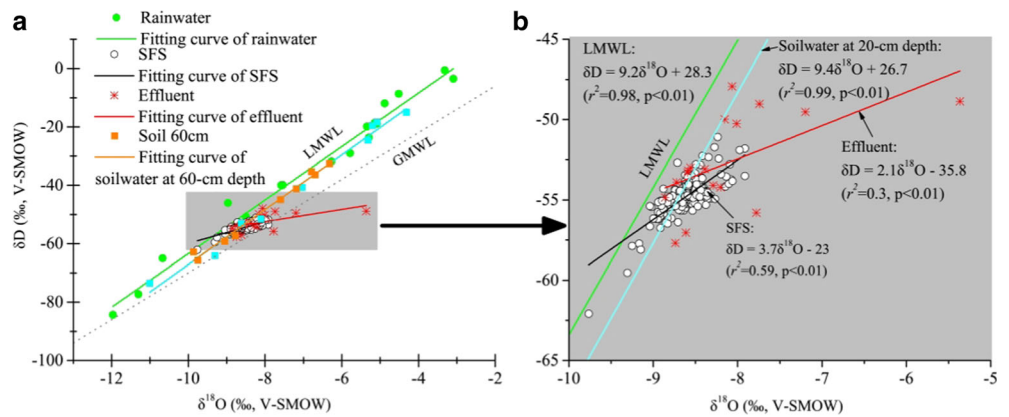 a
Rainwater
Fitting curve of rainwater
SFS
Fitting curve of SFS
Effluent
Fitting curve of effluent
Soil 60cm
Fitting curve of
soilwater at 60-cm depth
LMWL
GMWL
0
-20
-40
-60
-80
-100
δD (‰, V-SMOW)
-12
-10
-8
-6
-4
-2
δ18O (‰, V-SMOW)
b
LMWL:
δD = 9.2δ18O + 28.3
(r2=0.98, p<0.01)
Soilwater at 20-cm depth:
δD = 9.4δ18O + 26.7
(r2=0.99, p<0.01)
LMWL
Effluent:
δD = 2.1δ18O - 35.8
(r2=0.3, p<0.01)
SFS:
δD = 3.7δ18O - 23
(r2=0.59, p<0.01)
-45
-50
-55
-60
-65
δD (‰, V-SMOW)
-10
-9
-8
-7
-6
-5
δ18O (‰, V-SMOW)